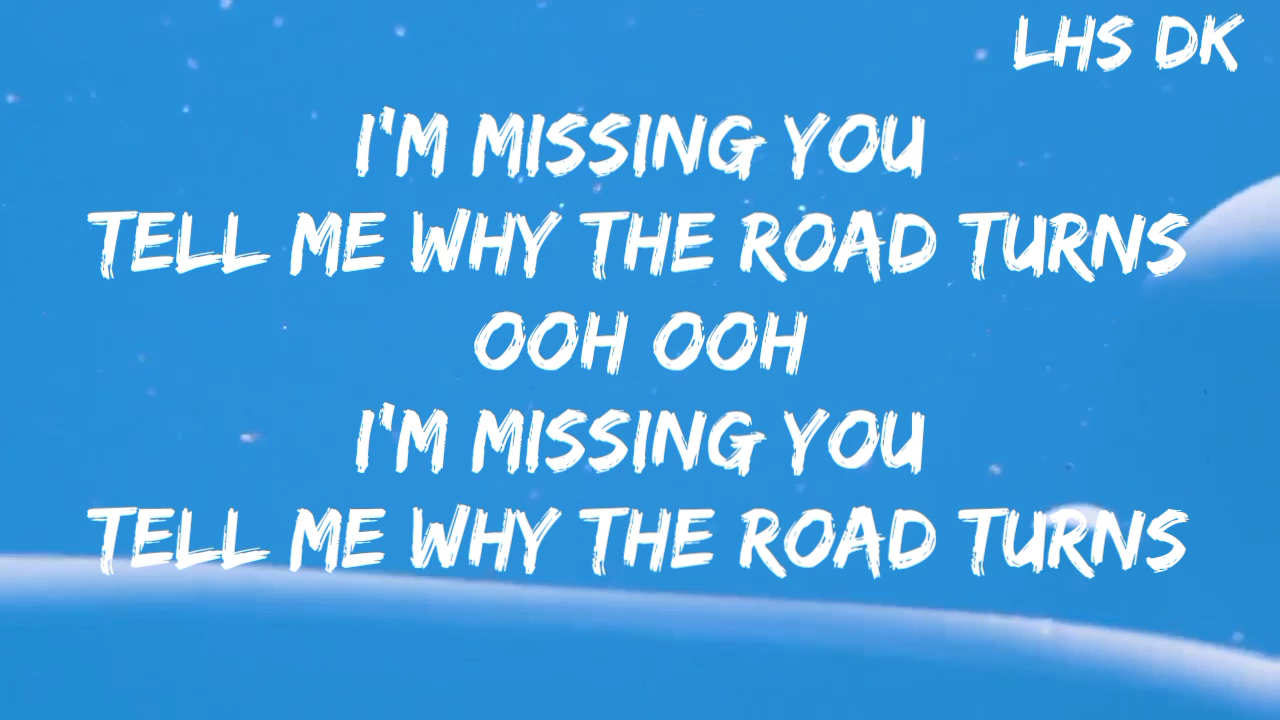 LHS DK
I'M MISSING YOU
TELL ME WHY THE ROAD TURNS
OOH OOH
I'M MISSING YOU
TELL ME WHY THE ROAD TURNS